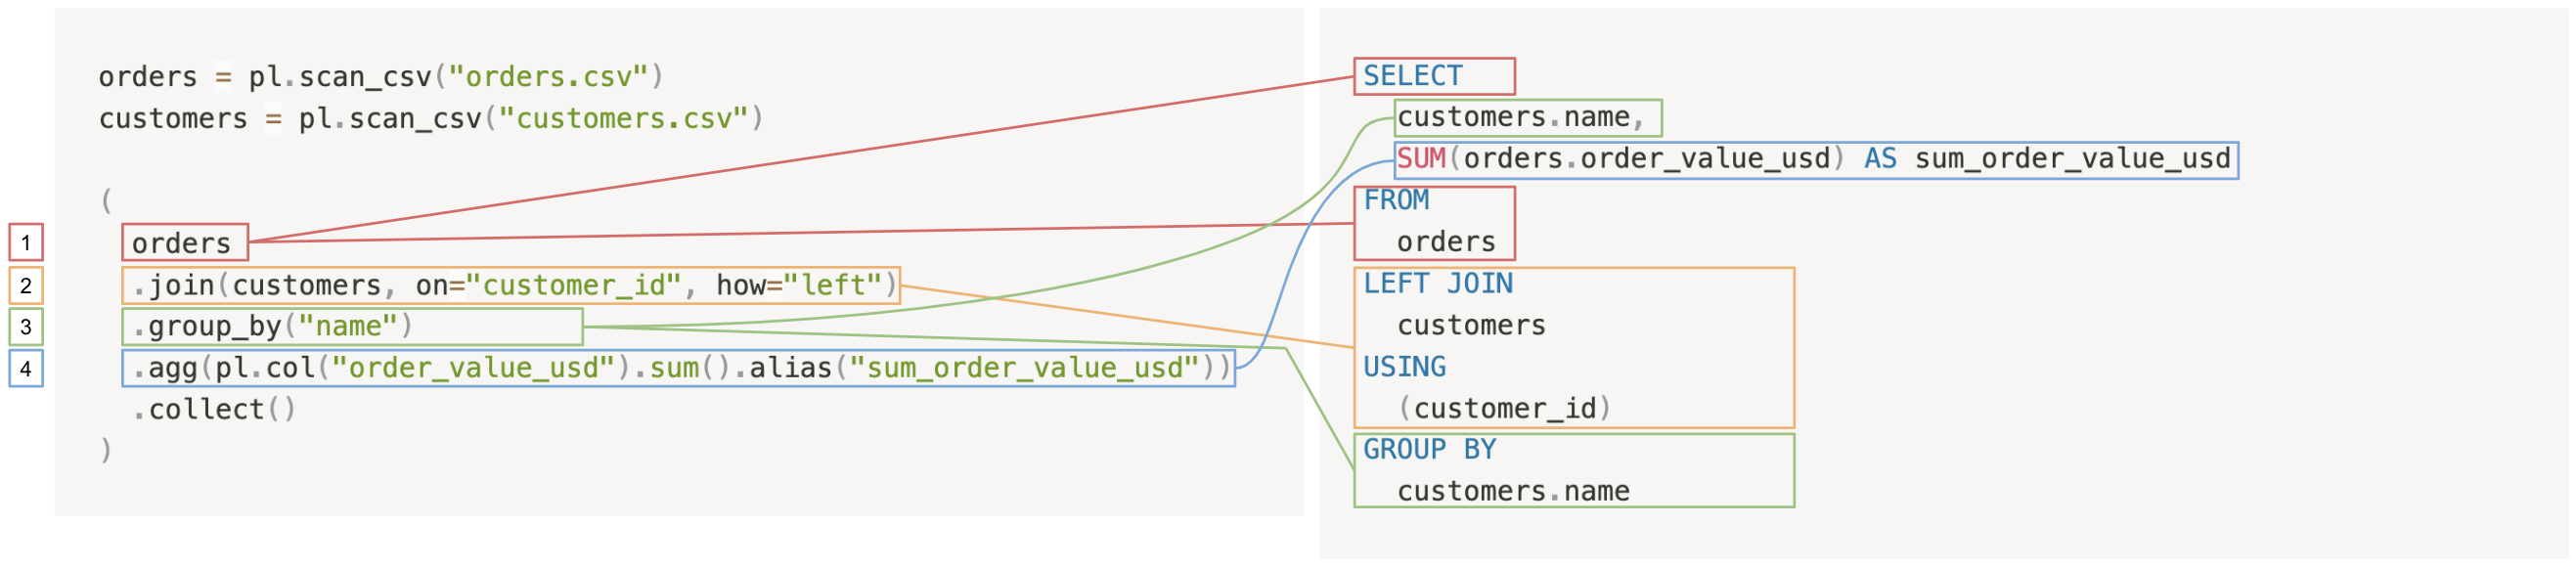 orders = pl.scan_csv("orders.csv")
customers = pl.scan_csv("customers.csv")
(
1
orders
2
.join(customers, on="customer_id", how="left")
3
.group_by("name")
4
.agg(pl.col("order_value_usd").sum().alias("sum_order_value_usd"))
.collect()
)
SELECT
customers.name,
SUM(orders.order_value_usd) AS sum_order_value_usd
FROM
orders
LEFT JOIN
customers
USING
(customer_id)
GROUP BY
customers.name